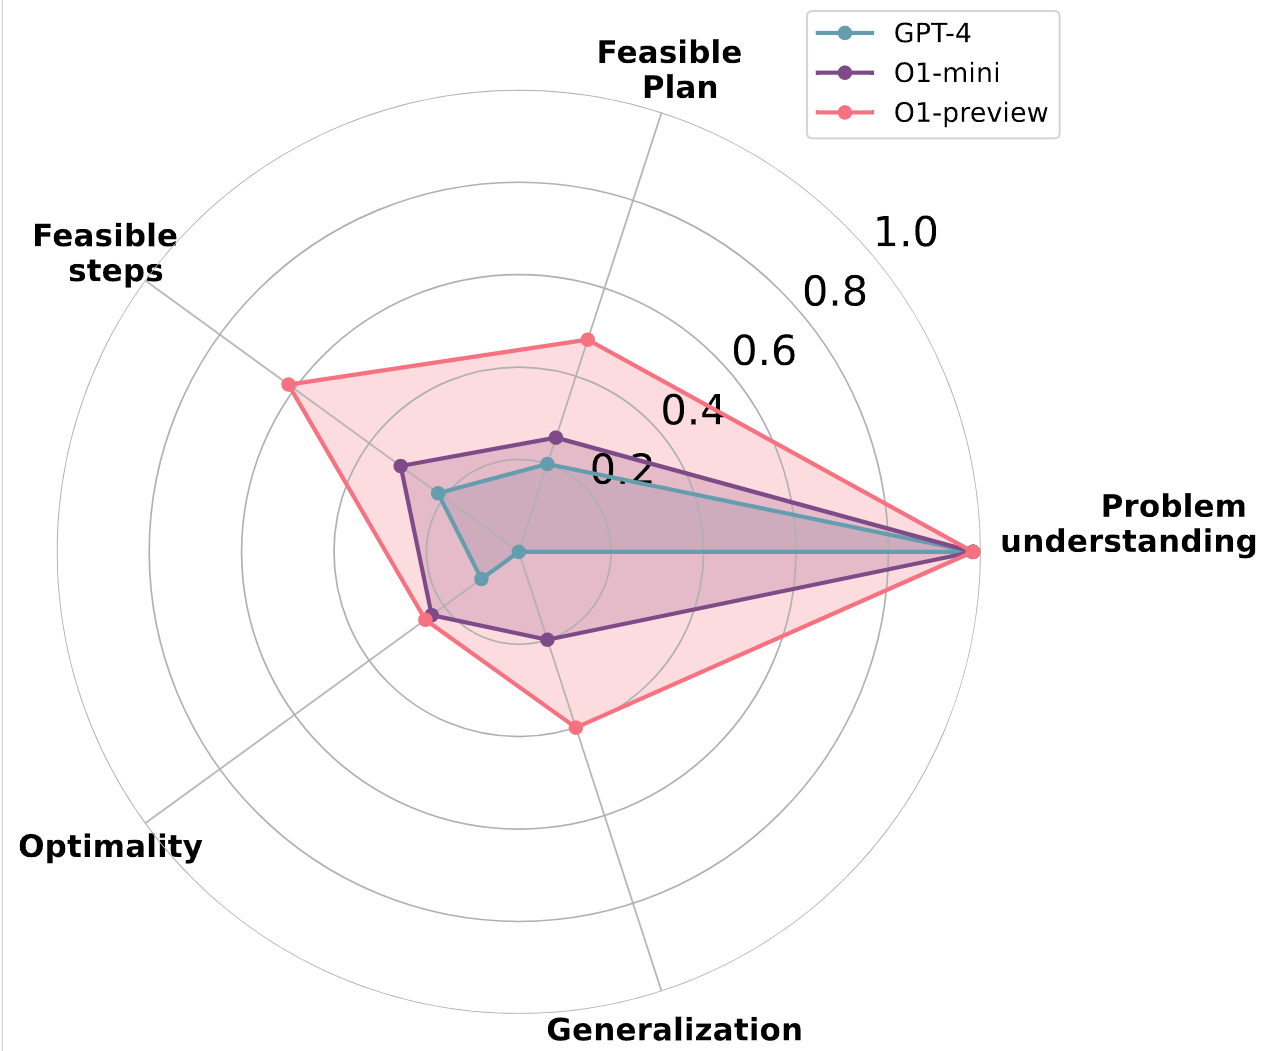 GPT-4
O1-mini
O1-preview
Feasible
Plan
1.0
Feasible
steps
0.8
0.6
0.4
0.2
Problem
understanding
Optimality
Generalization